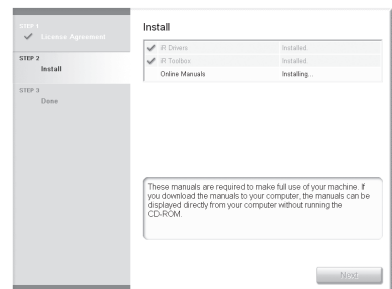 STEP 1
License Agreement
STEP 2
Install
STEP 3
Done
Install
iR Drivers Installed.
iR Toolbox Installed.
Online Manuals Installing...
These manuals are required to make full use of your machine. If
you download the manuals to your computer, the manuals can be
displayed directly from your computer without running the
CD-ROM.
Next